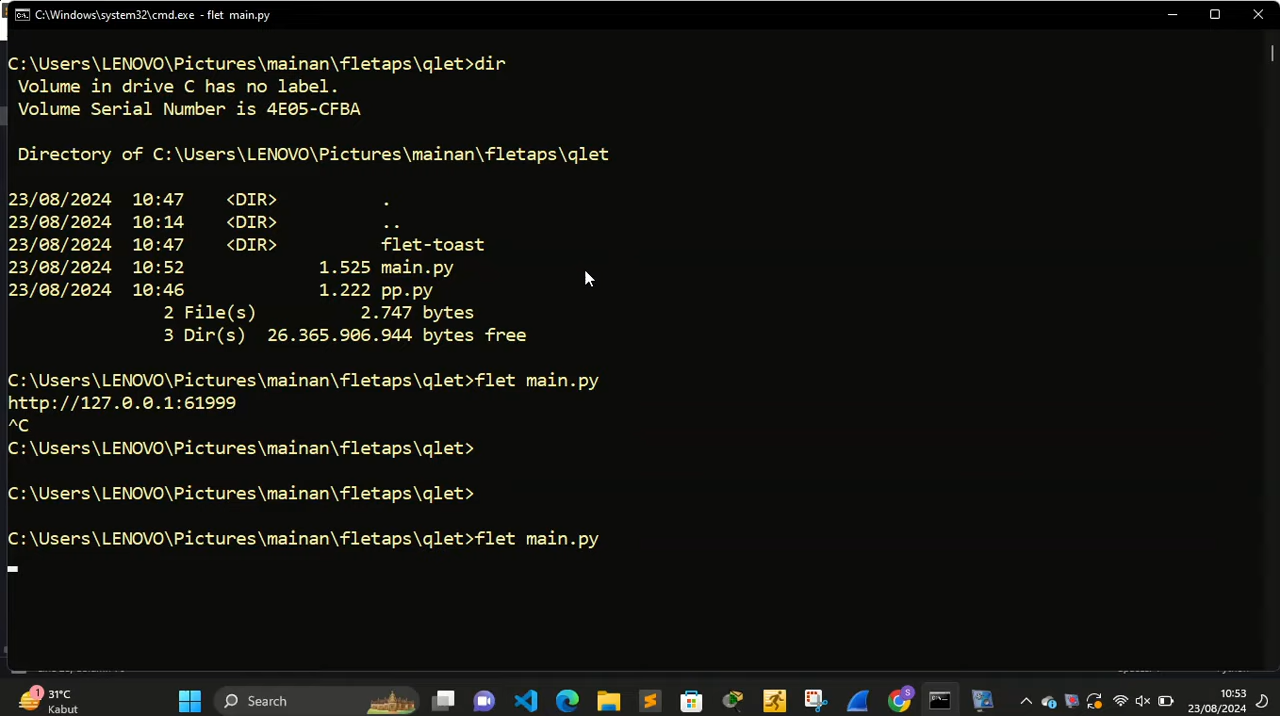 C:\Windows\system32\cmd.exe - flet main.py
C:\Users\LENOVO\Pictures\mainan\fletaps\qlet>dir
Volume in drive C has no label.
Volume Serial Number is 4E05-CFBA
Directory of C:\Users\LENOVO\Pictures\mainan\fletaps\qlet
23/08/2024 10:47 <DIR> .
23/08/2024 10:14 <DIR> ..
23/08/2024 10:47 <DIR> flet-toast
23/08/2024 10:52 1.525 main.py
23/08/2024 10:46 1.222 pp.py
2 File(s) 2.747 bytes
3 Dir(s) 26.365.906.944 bytes free
C:\Users\LENOVO\Pictures\mainan\fletaps\qlet>flet main.py
http://127.0.0.1:61999
^C
C:\Users\LENOVO\Pictures\mainan\fletaps\qlet>
C:\Users\LENOVO\Pictures\mainan\fletaps\qlet>
C:\Users\LENOVO\Pictures\mainan\fletaps\qlet>flet main.py
1
31°C
Kabut
Search
S
10:53
23/08/2024